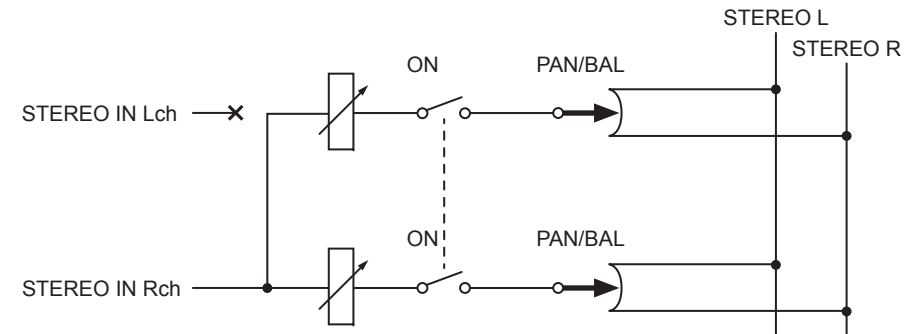 STEREO L
STEREO R
ON PAN/BAL
STEREO IN Lch
ON PAN/BAL
STEREO IN Rch